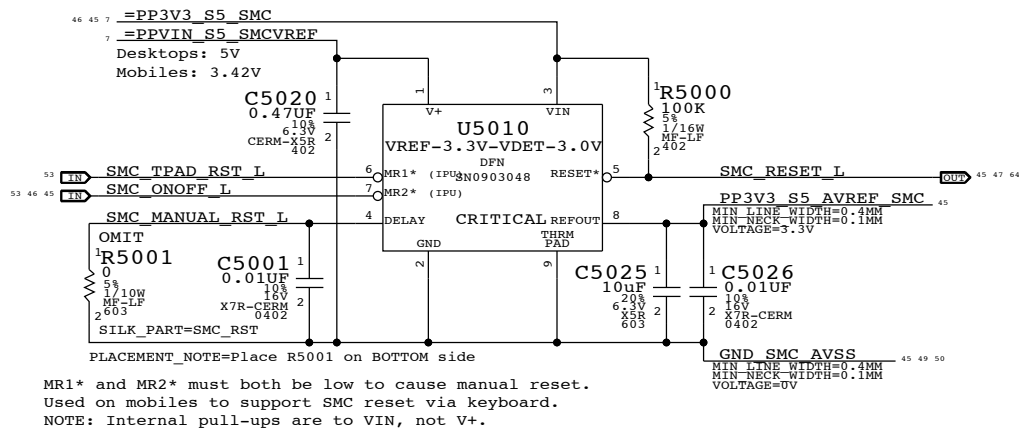 46 45 7 =PP3V3_S5_SMC
7 =PPVIN_S5_SMCVREF
Desktops: 5V
Mobiles: 3.42V
C5020
0.47UF
10%
6.3V
CERM-X5R
402
1
2
1
V+
3
VIN
U5010
VREF-3.3V-VDET-3.0V
DFN
SN0903048
CRITICAL
R5000
100K
5%
1/16W
MF-LF
402
1
2
53 IN SMC_TPAD_RST_L
53 46 45 IN SMC_ONOFF_L
SMC_MANUAL_RST_L
6 MR1* (IPU)
7 MR2* (IPU)
4 DELAY
RESET* 5
REFOUT 8
GND
2
THRM
PAD
9
SMC_RESET_L OUT 45 47 64
PP3V3_S5_AVREF_SMC 45
MIN_LINE_WIDTH=0.4MM
MIN_NECK_WIDTH=0.1MM
VOLTAGE=3.3V
OMIT
R5001
0
5%
1/10W
MF-LF
603
1
2
SILK_PART=SMC_RST
C5001
0.01UF
10%
16V
X7R-CERM
0402
1
2
C5025
10uF
20%
6.3V
X5R
603
1
2
C5026
0.01UF
10%
16V
X7R-CERM
0402
1
2
PLACEMENT_NOTE=Place R5001 on BOTTOM side
GND_SMC_AVSS 45 49 50
MIN_LINE_WIDTH=0.4MM
MIN_NECK_WIDTH=0.1MM
VOLTAGE=0V
MR1* and MR2* must both be low to cause manual reset.
Used on mobiles to support SMC reset via keyboard.
NOTE: Internal pull-ups are to VIN, not V+.